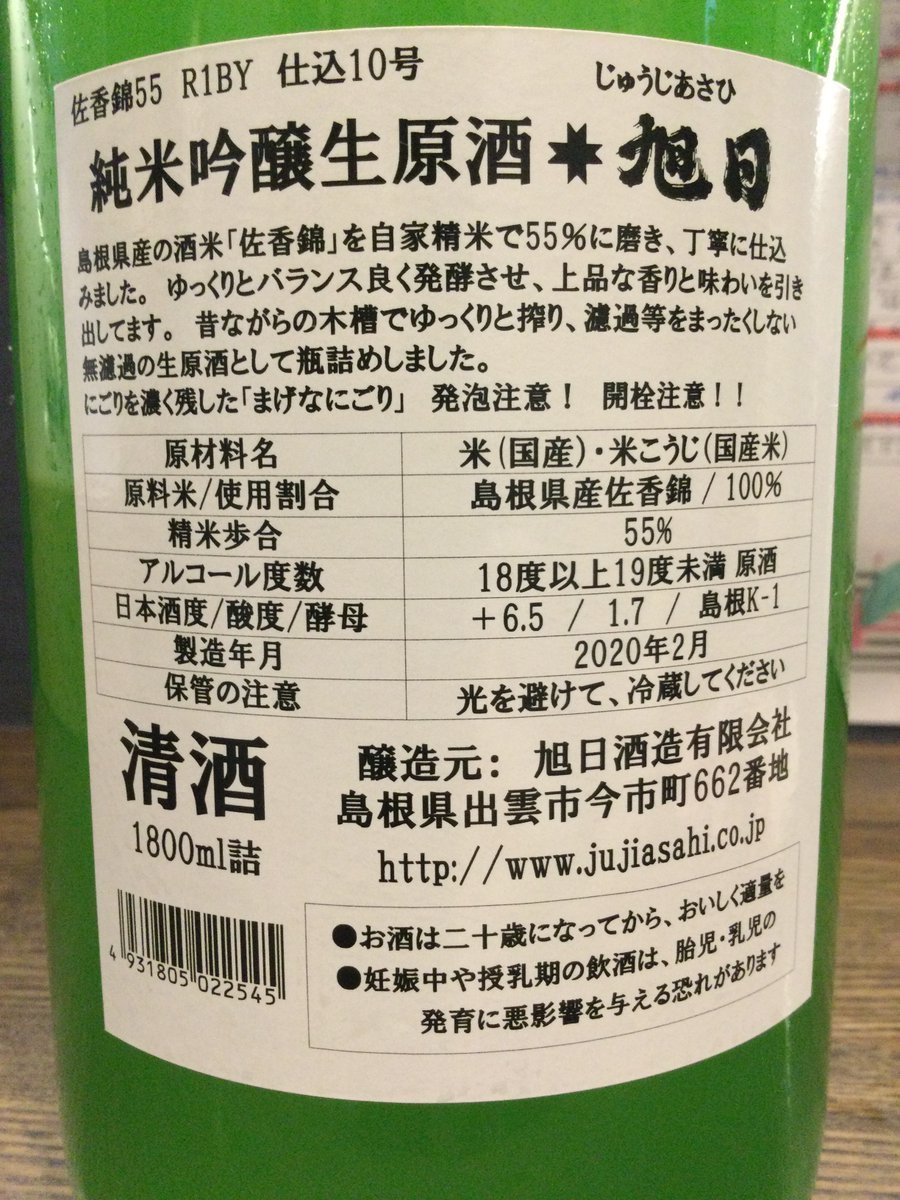 佐香錦55 R1BY 仕込10号
じゅうじあさひ
純米吟醸生原酒 旭日
島根県産の酒米「佐香錦」を自家精米で55%に磨き、丁寧に仕込
みました。 ゆっくりとバランス良く発酵させ、上品な香りと味わいを引き
出してます。 昔ながらの木槽でゆっくりと搾り、濾過等をまったくしない
無濾過の生原酒として瓶詰めしました。
にごりを濃く残した「まげなにごり」 発泡注意! 開栓注意!!
原材料名 米(国産)・米こうじ(国産米)
原料米/使用割合 島根県産佐香錦 / 100%
精米歩合 55%
アルコール度数 18度以上19度未満 原酒
日本酒度/酸度/酵母 +6.5 / 1.7 / 島根K-1
製造年月 2020年2月
保管の注意 光を避けて、冷蔵してください
清酒
1800ml詰
醸造元: 旭日酒造有限会社
島根県出雲市今市町662番地
http://www.jujiasahi.co.jp
4 931805 022545
●お酒は二十歳になってから、おいしく適量を
●妊娠中や授乳期の飲酒は、胎児・乳児の
発育に悪影響を与える恐れがあります